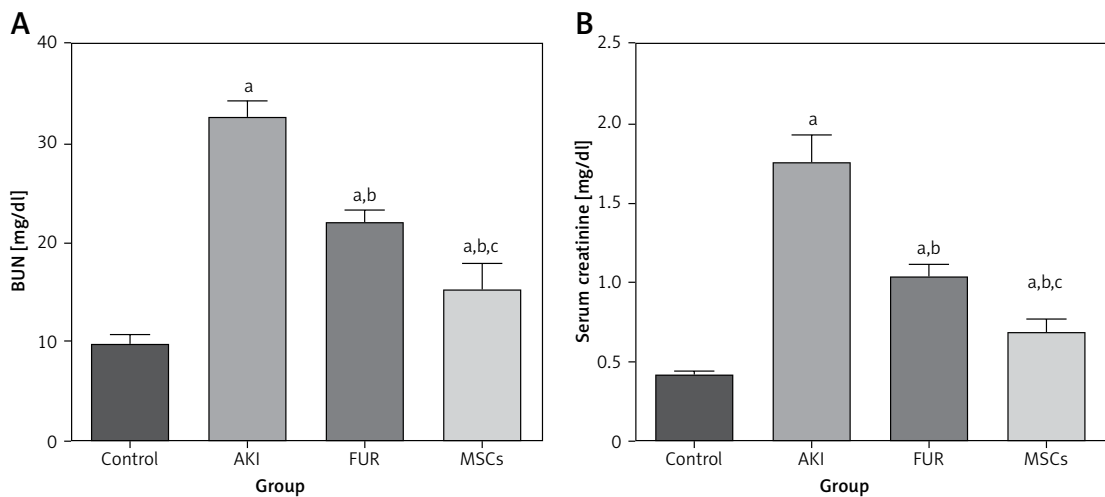 A
BUN [mg/dl]
40
30
20
10
0
a
a,b
a,b,c
Control AKI FUR MSCs
Group
B
Serum creatinine [mg/dl]
2.5
2.0
1.5
1.0
0.5
0
a
a,b
a,b,c
Control AKI FUR MSCs
Group